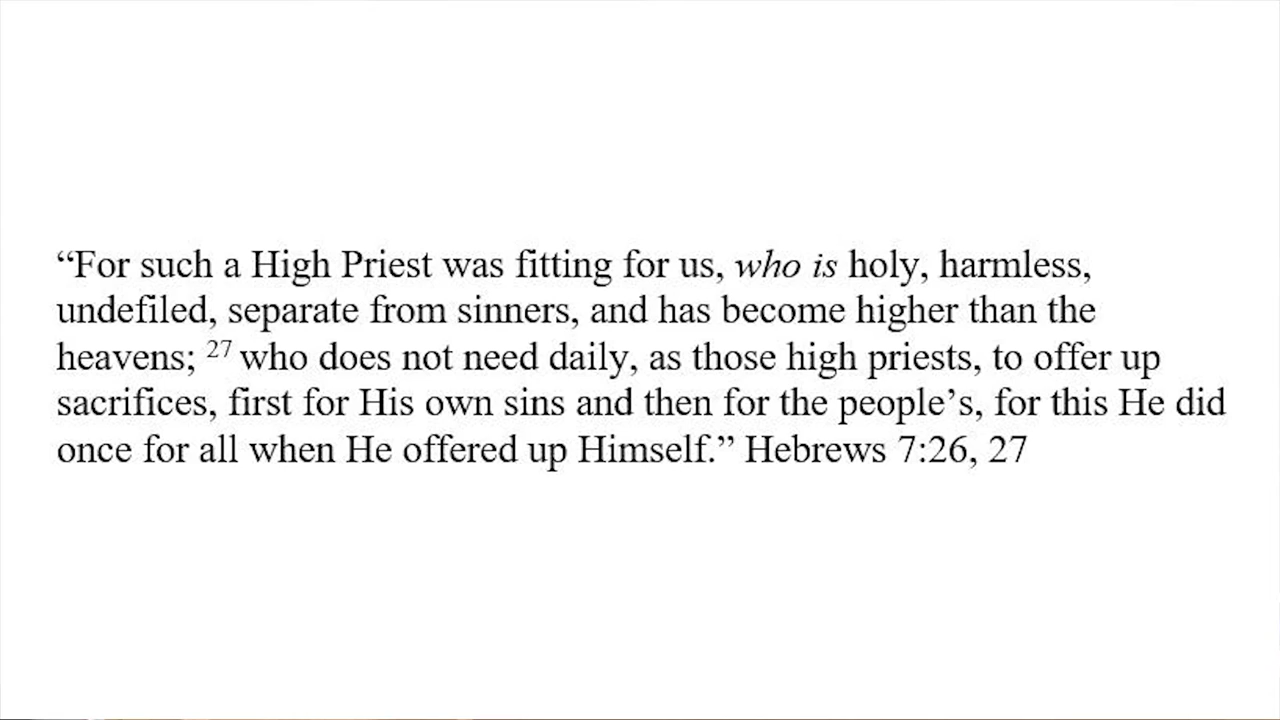 “For such a High Priest was fitting for us, who is holy, harmless,
undefiled, separate from sinners, and has become higher than the
heavens; 27 who does not need daily, as those high priests, to offer up
sacrifices, first for His own sins and then for the people’s, for this He did
once for all when He offered up Himself.” Hebrews 7:26, 27